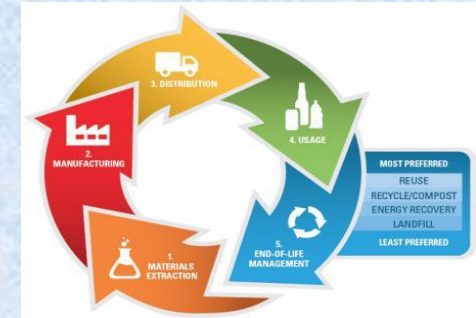 3. DISTRIBUTION
4. USAGE
2.
MANUFACTURING
MOST PREFERRED
REUSE
RECYCLE/COMPOST
ENERGY RECOVERY
LANDFILL
LEAST PREFERRED
5.
END-OF-LIFE
MANAGEMENT
1.
MATERIALS
EXTRACTION